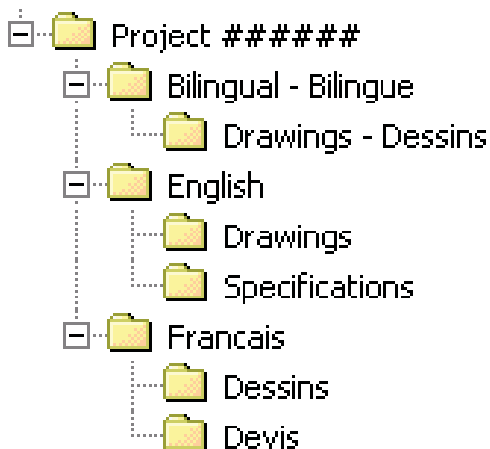 Project ######
Bilingual - Bilingue
Drawings - Dessins
English
Drawings
Specifications
Francais
Dessins
Devis